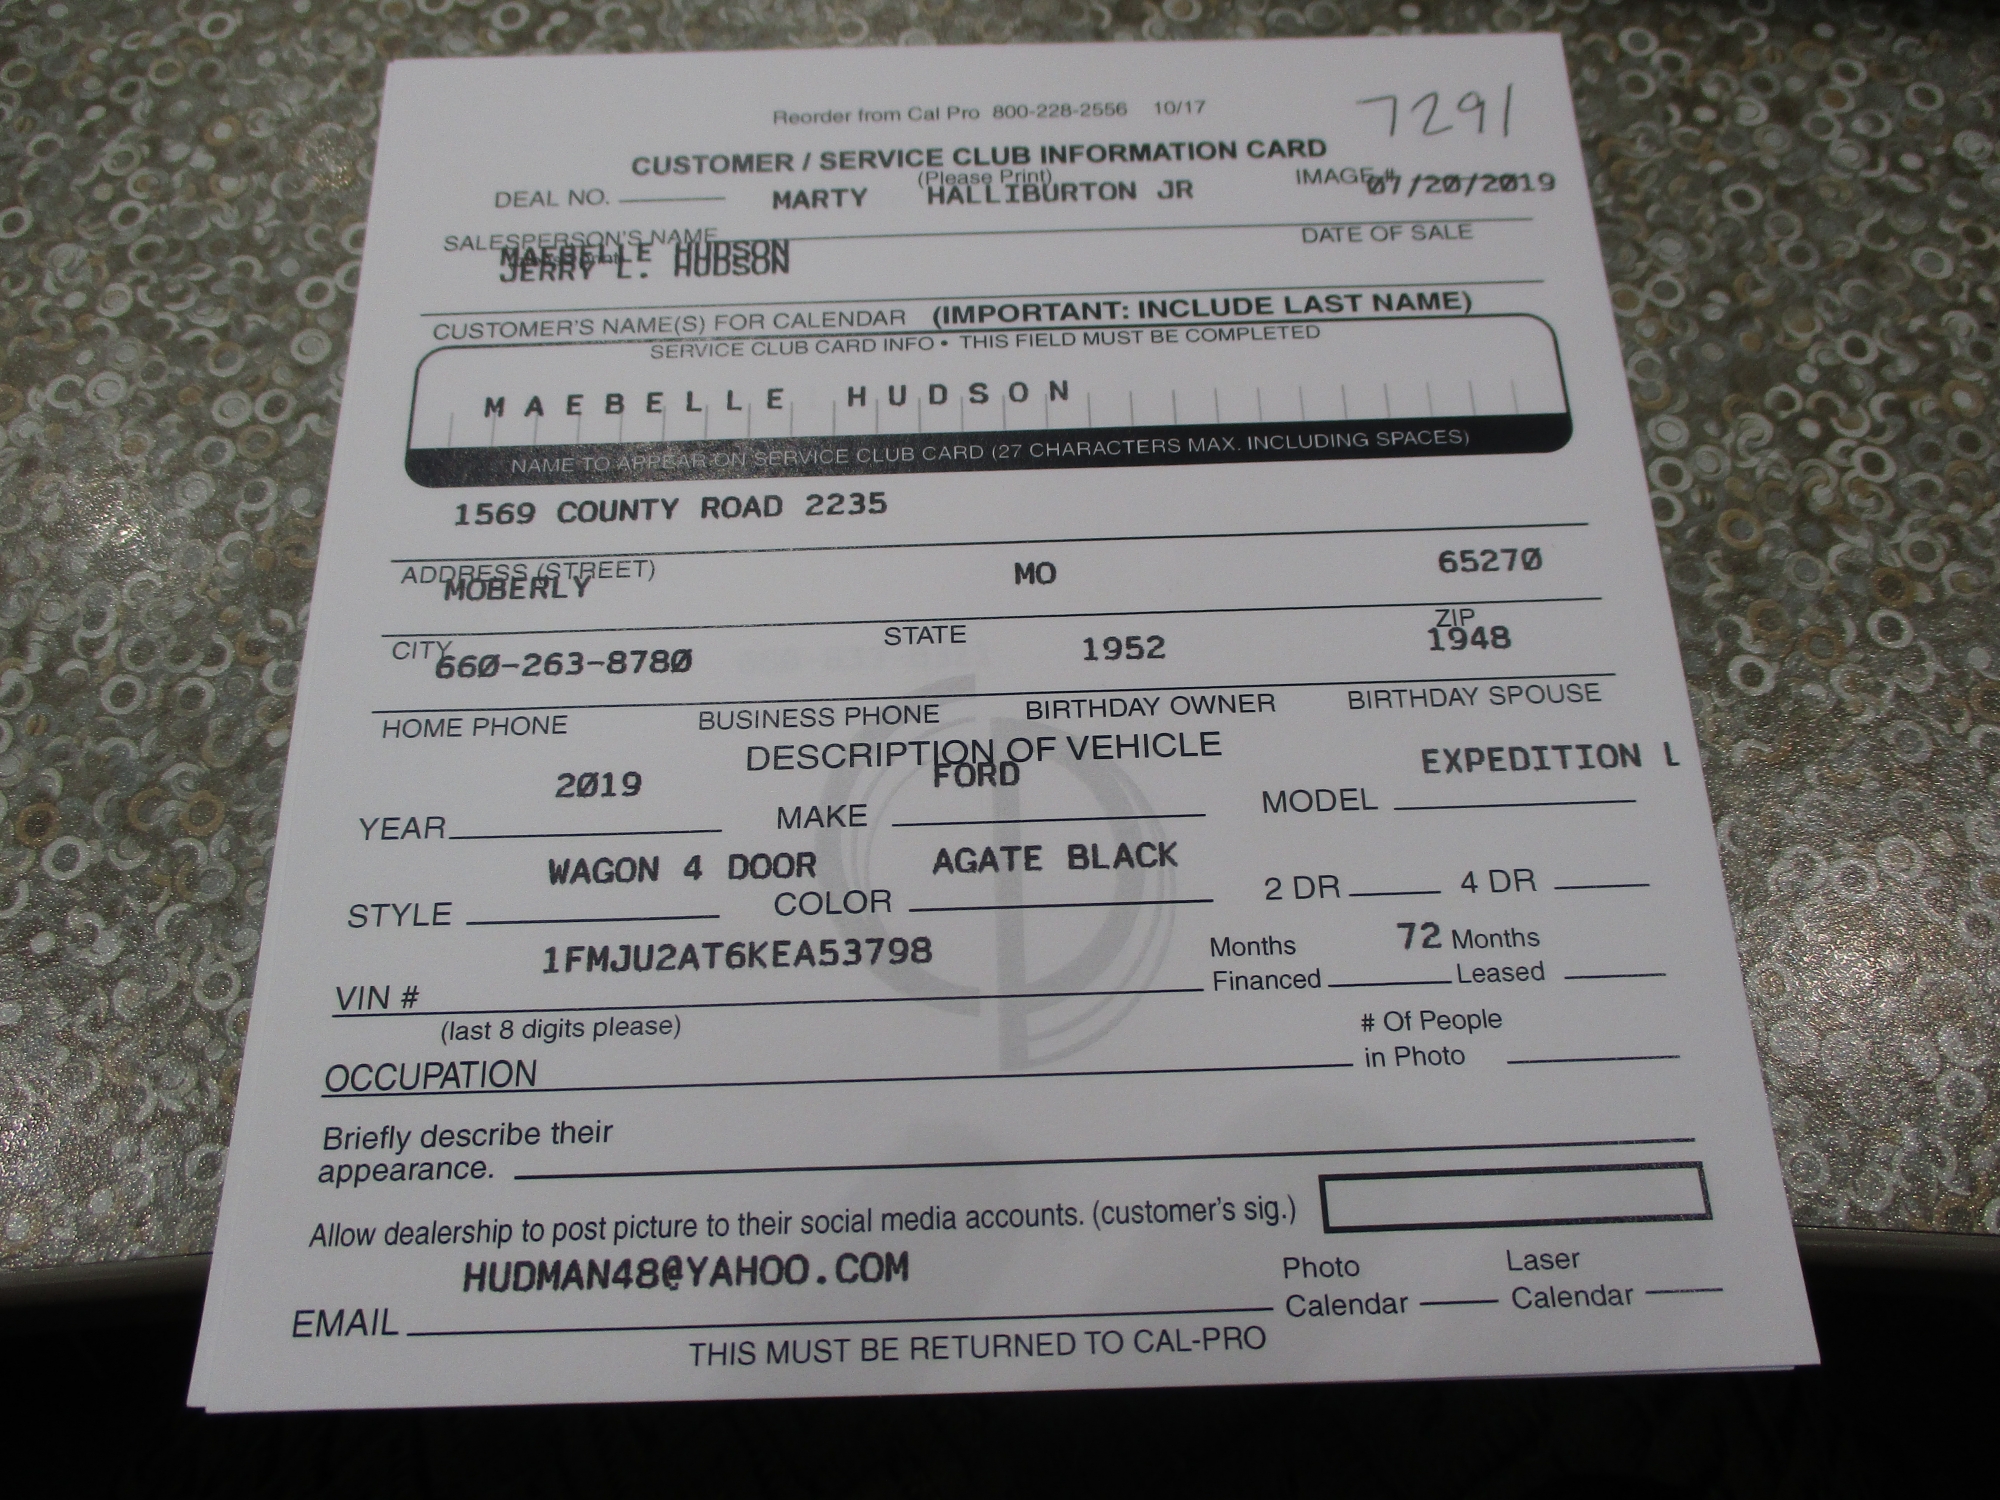 Reorder from Cal Pro 800-228-2556 10/17
7291
CUSTOMER / SERVICE CLUB INFORMATION CARD
(Please Print)
DEAL NO. MARTY HALLIBURTON JR IMAGE # 07/20/2019
SALESPERSON'S NAME DATE OF SALE
MAEBELLE HUDSON
JERRY L. HUDSON
CUSTOMER'S NAME(S) FOR CALENDAR (IMPORTANT: INCLUDE LAST NAME)
SERVICE CLUB CARD INFO • THIS FIELD MUST BE COMPLETED
MAEBELLE HUDSON
NAME TO APPEAR ON SERVICE CLUB CARD (27 CHARACTERS MAX. INCLUDING SPACES)
1569 COUNTY ROAD 2235
ADDRESS (STREET)
MOBERLY MO 65270
CITY STATE ZIP
660-263-8780 1952 1948
HOME PHONE BUSINESS PHONE BIRTHDAY OWNER BIRTHDAY SPOUSE
DESCRIPTION OF VEHICLE
2019 FORD EXPEDITION L
YEAR MAKE MODEL
WAGON 4 DOOR AGATE BLACK
STYLE COLOR 2 DR 4 DR
1FMJU2AT6KEA53798 Months 72 Months
VIN # Financed Leased
(last 8 digits please) # Of People
OCCUPATION in Photo
Briefly describe their
appearance.
Allow dealership to post picture to their social media accounts. (customer's sig.)
HUDMAN48@YAHOO.COM Photo Laser
EMAIL Calendar Calendar
THIS MUST BE RETURNED TO CAL-PRO